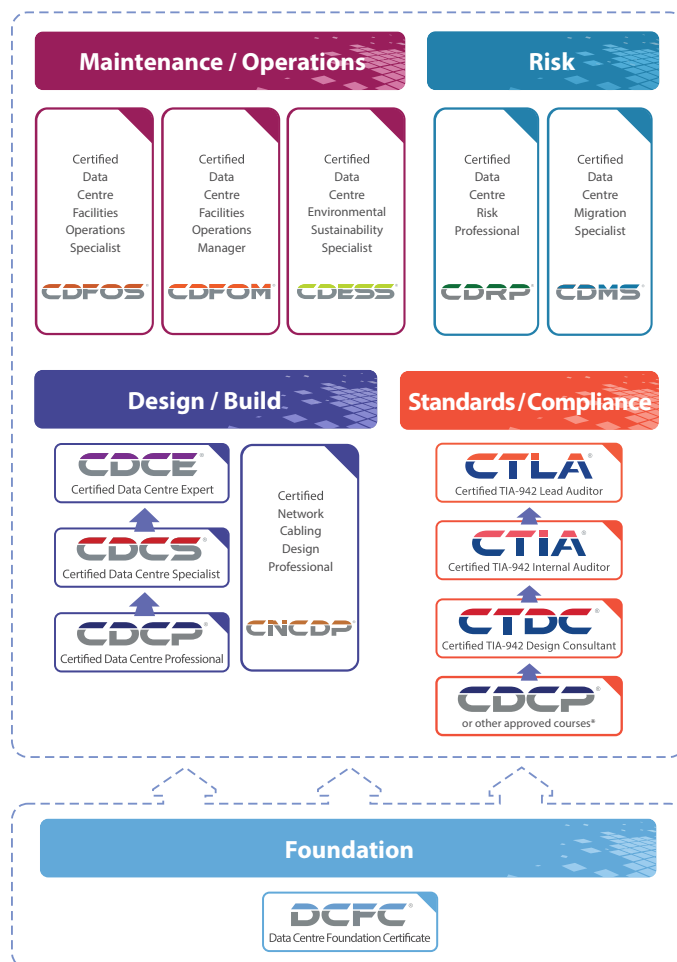 Maintenance / Operations
Certified
Data
Centre
Facilities
Operations
Specialist
CDFOS®
Certified
Data
Centre
Facilities
Operations
Manager
CDFOM®
Certified
Data
Centre
Environmental
Sustainability
Specialist
CDESS®
Risk
Certified
Data
Centre
Risk
Professional
CDRP®
Certified
Data
Centre
Migration
Specialist
CDMS®
Design / Build
CDCE®
Certified Data Centre Expert
CDCS®
Certified Data Centre Specialist
CDCP®
Certified Data Centre Professional
Certified
Network
Cabling
Design
Professional
CNCDP®
Standards/Compliance
CTLA®
Certified TIA-942 Lead Auditor
CTIA®
Certified TIA-942 Internal Auditor
CTDC®
Certified TIA-942 Design Consultant
CDCP®
or other approved courses*
Foundation
DCFC®
Data Centre Foundation Certificate